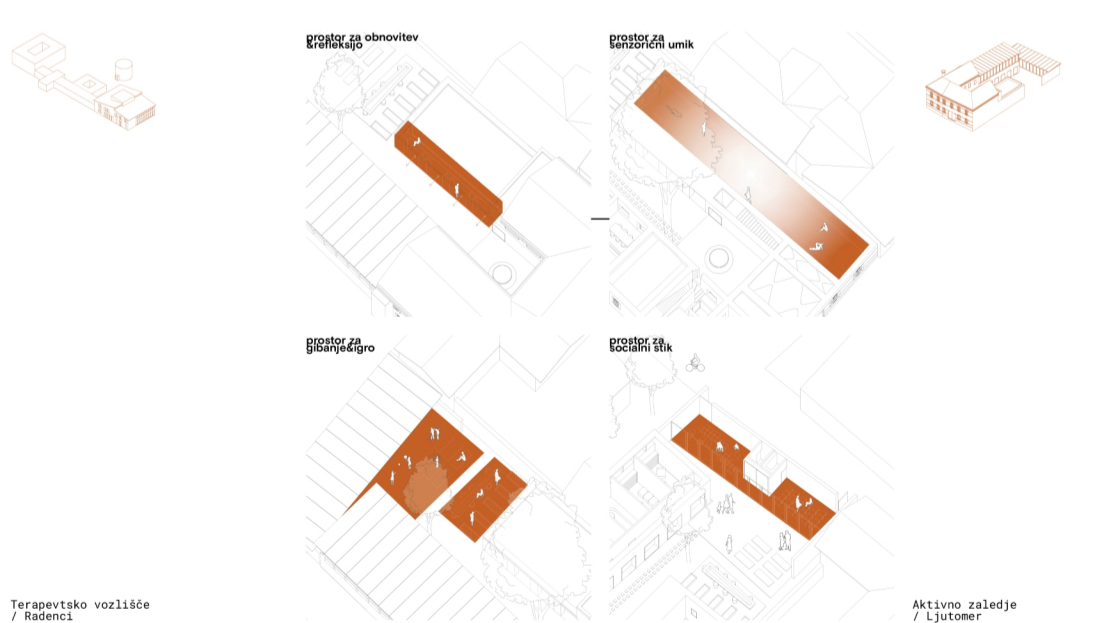 prostor za obnovitev
&refleksijo
prostor za
senzorični umik
prostor za
gibanje&igro
prostor za
socialni stik
Terapevtsko vozlišče
/ Radenci
Aktivno zaledje
/ Ljutomer